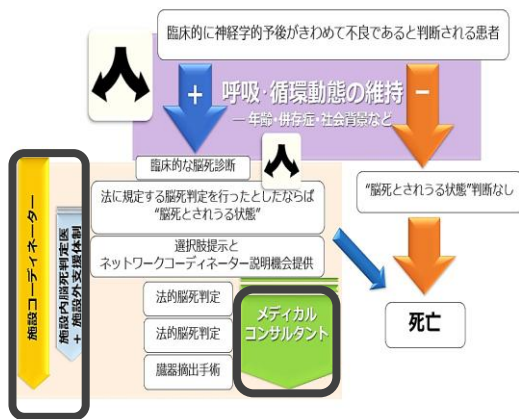 臨床的に神経学的予後がきわめて不良であると判断される患者
+
呼吸・循環動態の維持
―年齢・併存症・社会背景など
−
臨床的な脳死診断
法に規定する脳死判定を行ったとしたならば
“脳死とされうる状態”
“脳死とされうる状態”判断なし
選択肢提示と
ネットワークコーディネーター説明機会提供
法的脳死判定
法的脳死判定
臓器摘出手術
メディカル
コンサルタント
死亡
施設コーディネーター
施設内脳死判定医
+ 施設外支援体制